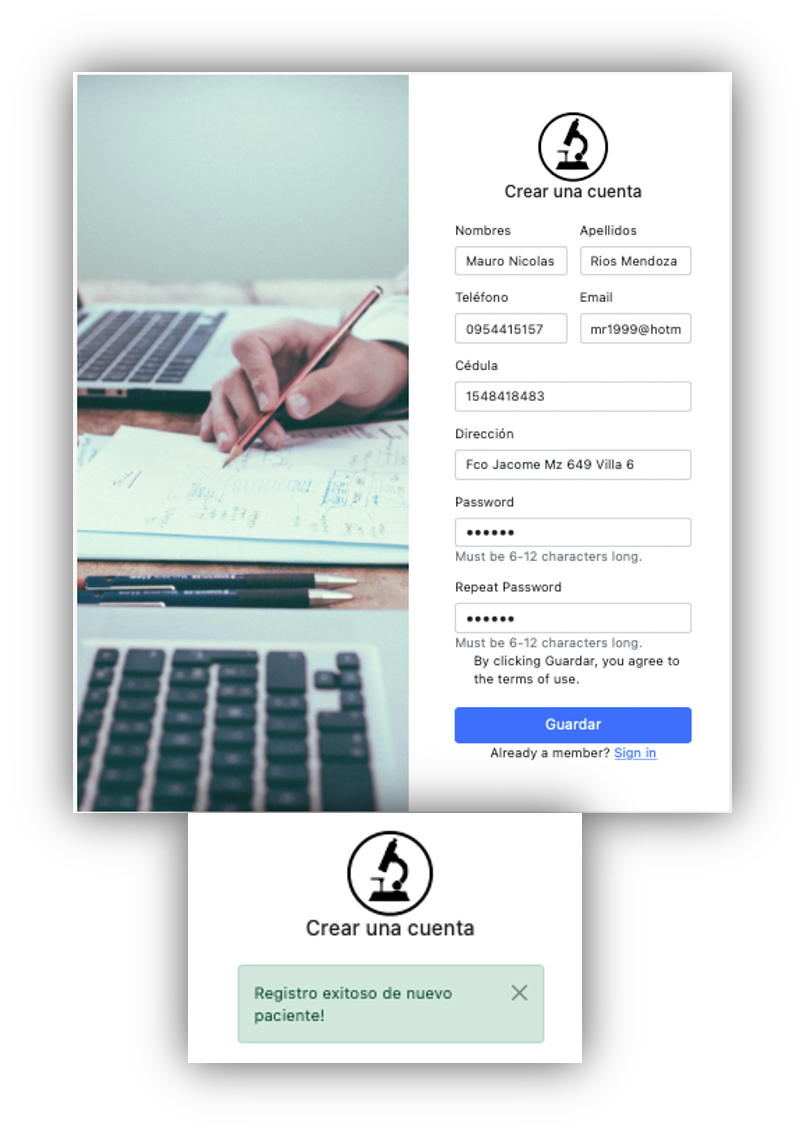 Crear una cuenta
Nombres
Apellidos
Mauro Nicolas
Rios Mendoza
Teléfono
Email
0954415157
mr1999@hotm
Cédula
1548418483
Dirección
Fco Jacome Mz 649 Villa 6
Password
••••••
Must be 6-12 characters long.
Repeat Password
••••••
Must be 6-12 characters long.
By clicking Guardar, you agree to
the terms of use.
Guardar
Already a member? Sign in
Crear una cuenta
Registro exitoso de nuevo
paciente!